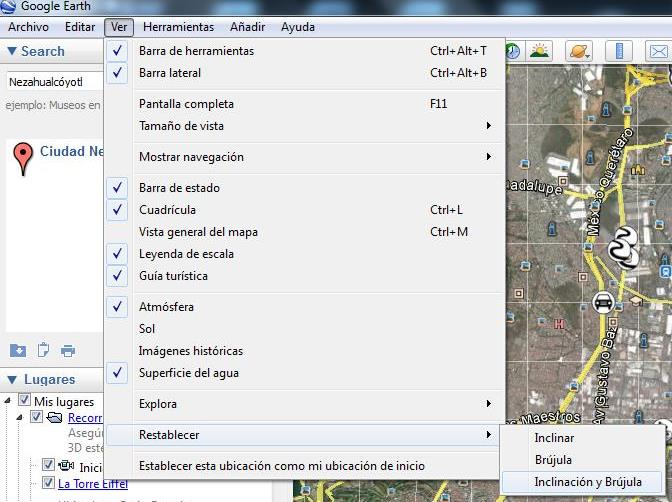 Google Earth
Archivo Editar Ver Herramientas Añadir Ayuda
Search
Nezahualcóyotl
ejemplo: Museos en
Ciudad Ne
Lugares
Mis lugares
Recorr
Asegú
3D este
Inicia
La Torre Eiffel
Barra de herramientas Ctrl+Alt+T
Barra lateral Ctrl+Alt+B
Pantalla completa F11
Tamaño de vista
Mostrar navegación
Barra de estado
Cuadrícula Ctrl+L
Vista general del mapa Ctrl+M
Leyenda de escala
Guía turística
Atmósfera
Sol
Imágenes históricas
Superficie del agua
Explora
Restablecer
Establecer esta ubicación como mi ubicación de inicio
Inclinar
Brújula
Inclinación y Brújula
México Querétaro
uadalupe
Av Gustavo Baz
Maestros